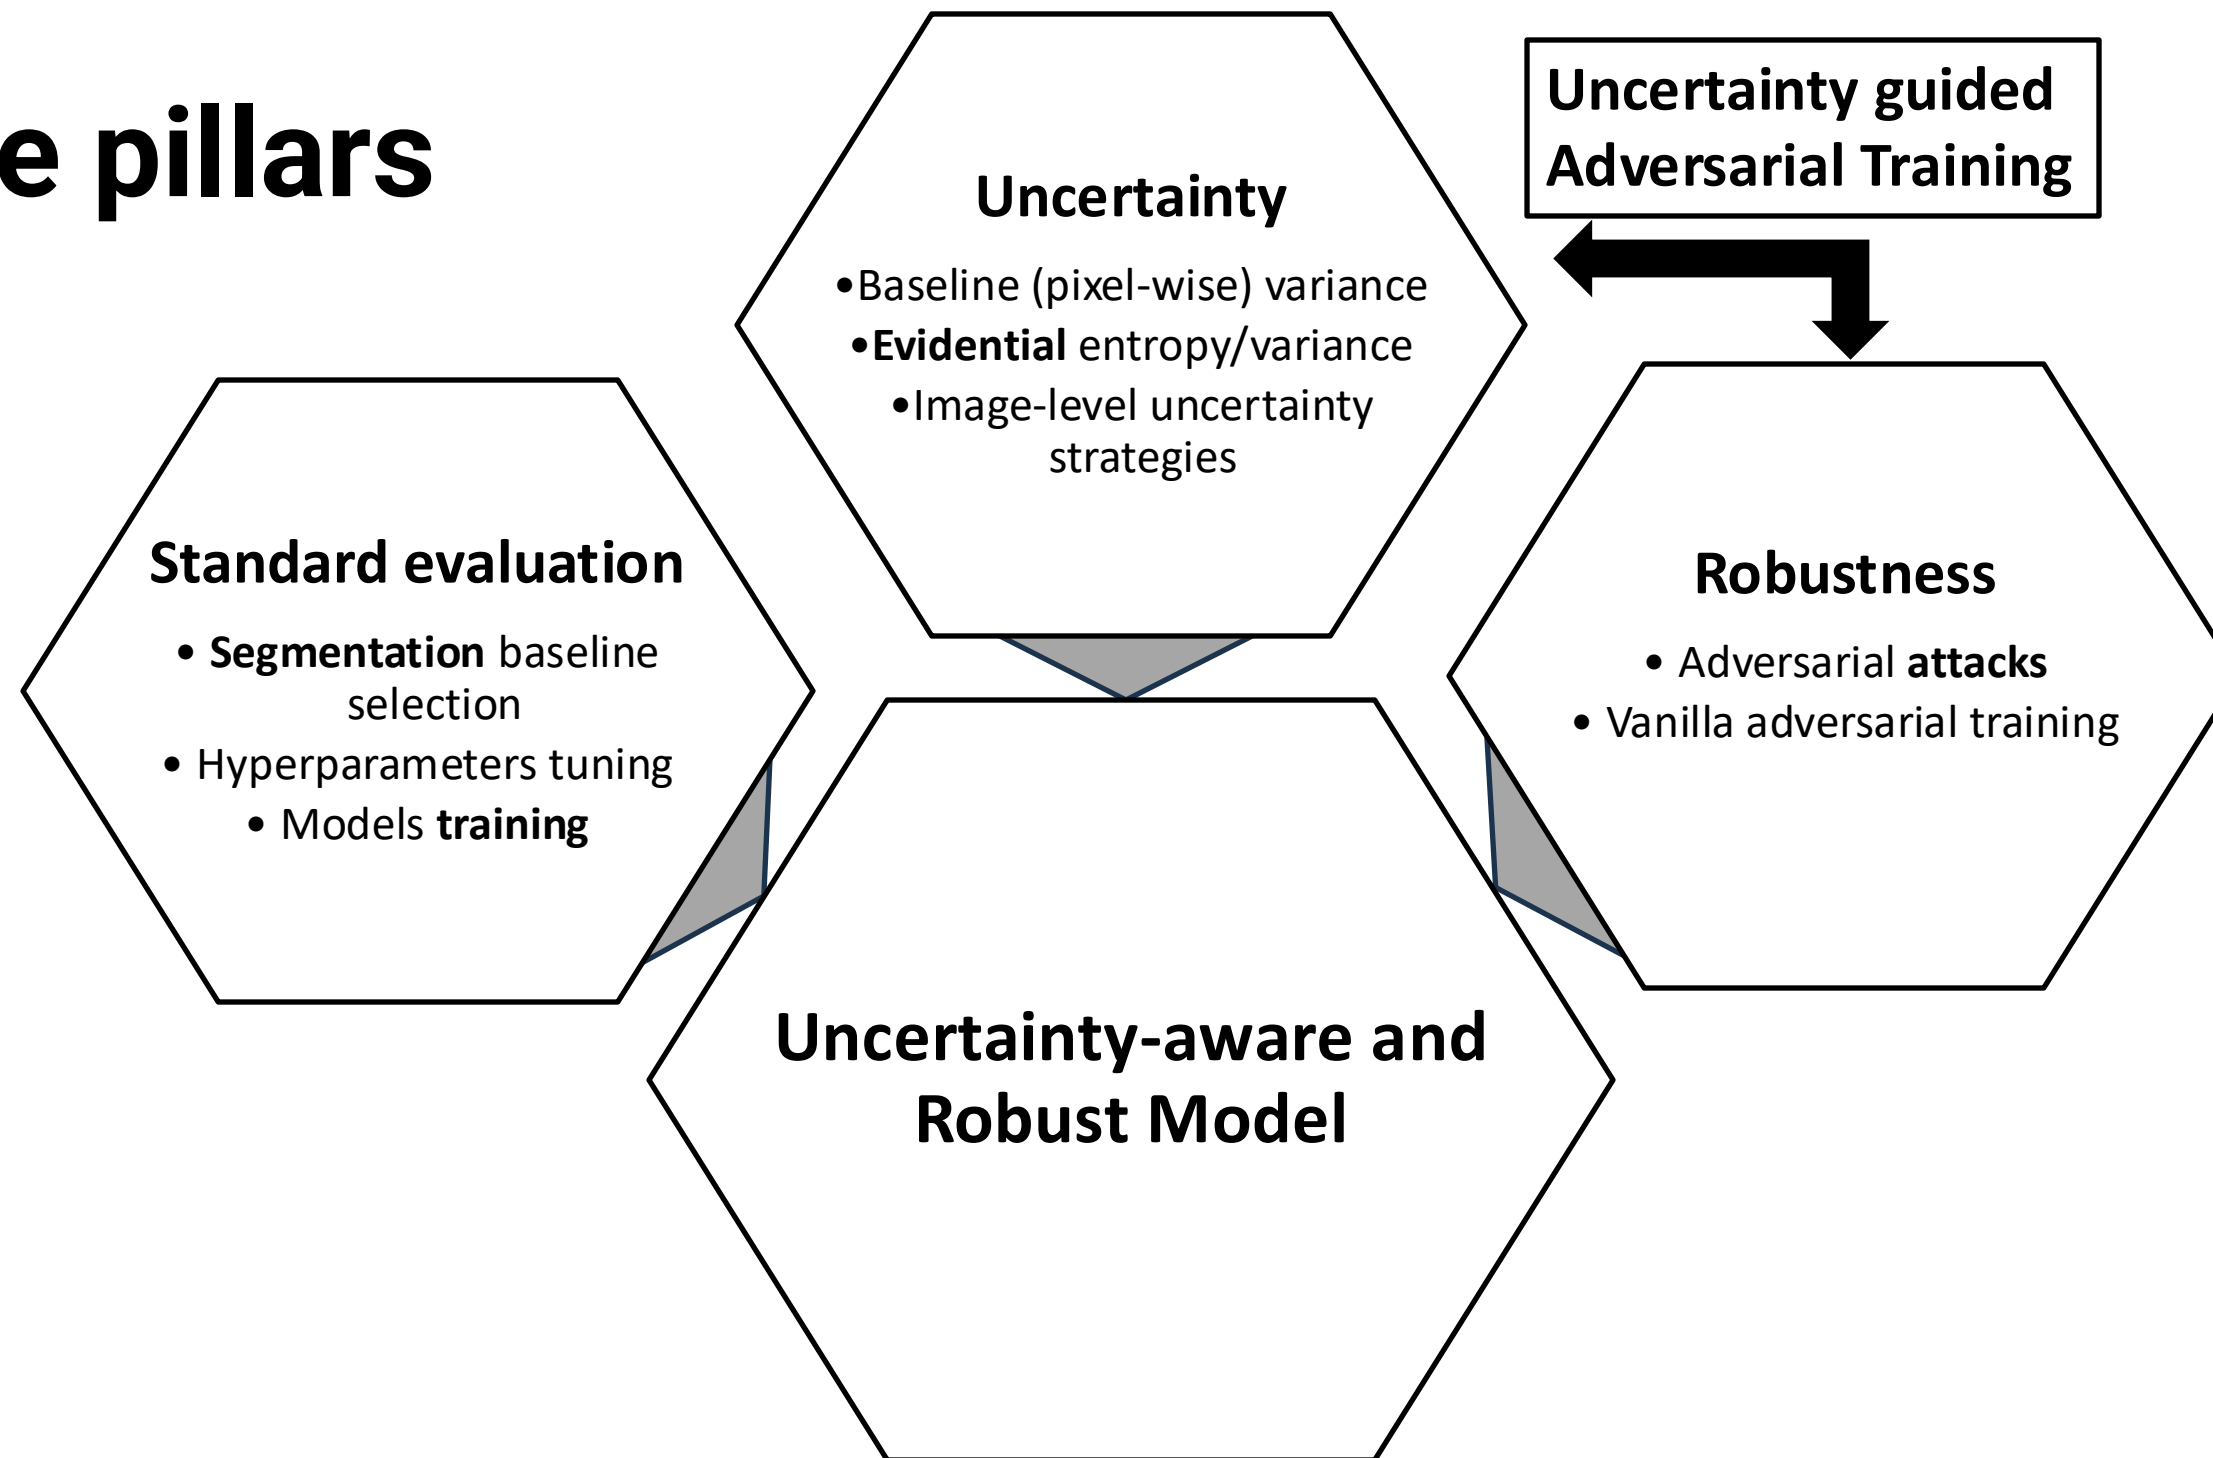 e pillars
Uncertainty
•Baseline (pixel-wise) variance
•Evidential entropy/variance
•Image-level uncertainty
strategies
Uncertainty guided
Adversarial Training
Standard evaluation
• Segmentation baseline
selection
• Hyperparameters tuning
• Models training
Robustness
• Adversarial attacks
• Vanilla adversarial training
Uncertainty-aware and
Robust Model